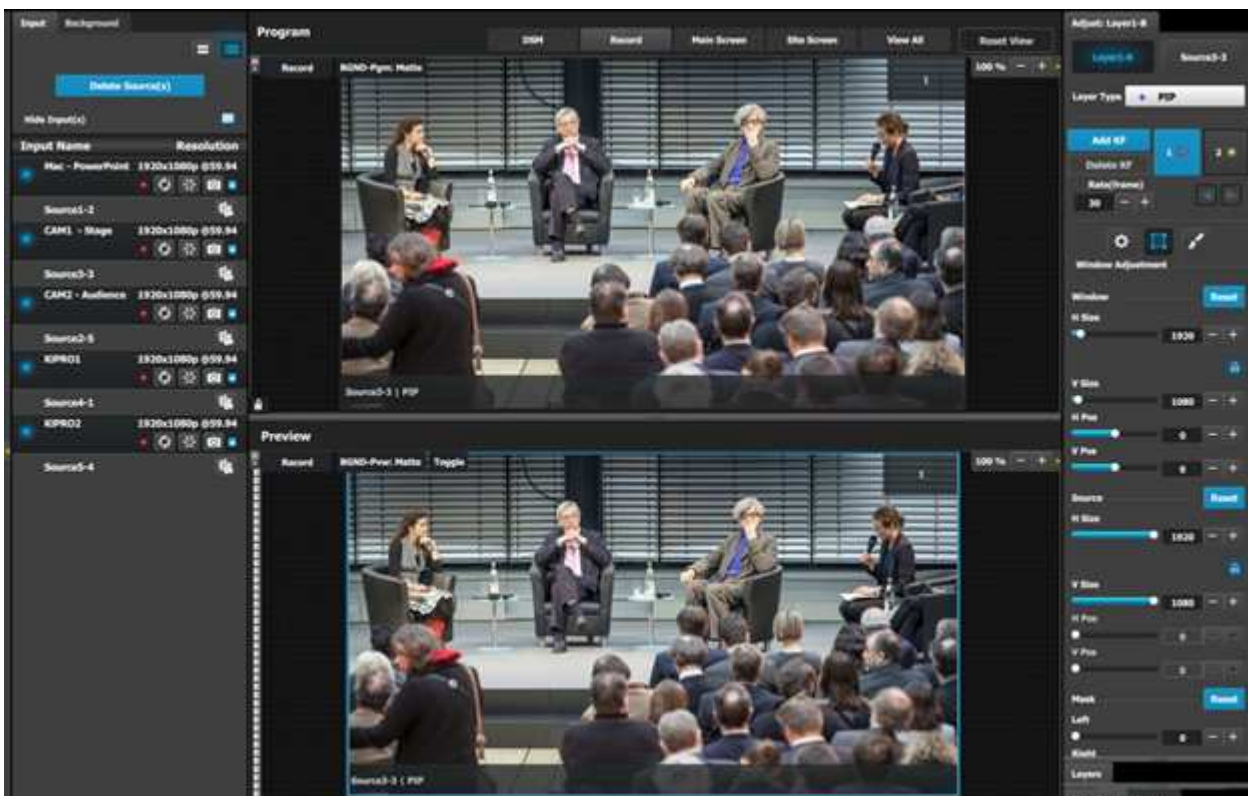 Input Background
Delete Source(s)
Hide Input(s)
Input Name Resolution
Mac - PowerPoint 1920x1080p @59.94
Source1-2
CAM1 - Stage 1920x1080p @59.94
Source3-3
CAM2 - Audience 1920x1080p @59.94
Source2-5
KIPRO1 1920x1080p @59.94
Source4-1
KIPRO2 1920x1080p @59.94
Source5-4
Program
DSM Record Main Screen Site Screen View All Reset View
Record BGND-Pgm: Matte 100 % - +
1
Source3-3 | PIP
Preview
Record BGND-Pvw: Matte Toggle 100 % - +
1
Source3-3 | PIP
Adjust: Layer1-B
Layer1-B Source3-3
Layer Type PIP
Add KF 1 2
Delete KF
Rate(frame)
30 - +
Window Adjustment
Window Reset
H Size
1920 - +
V Size
1080 - +
H Pos
0 - +
V Pos
0 - +
Source Reset
H Size
1920 - +
V Size
1080 - +
H Pos
0
V Pos
0
Mask Reset
Left
0 - +
Right
Layers